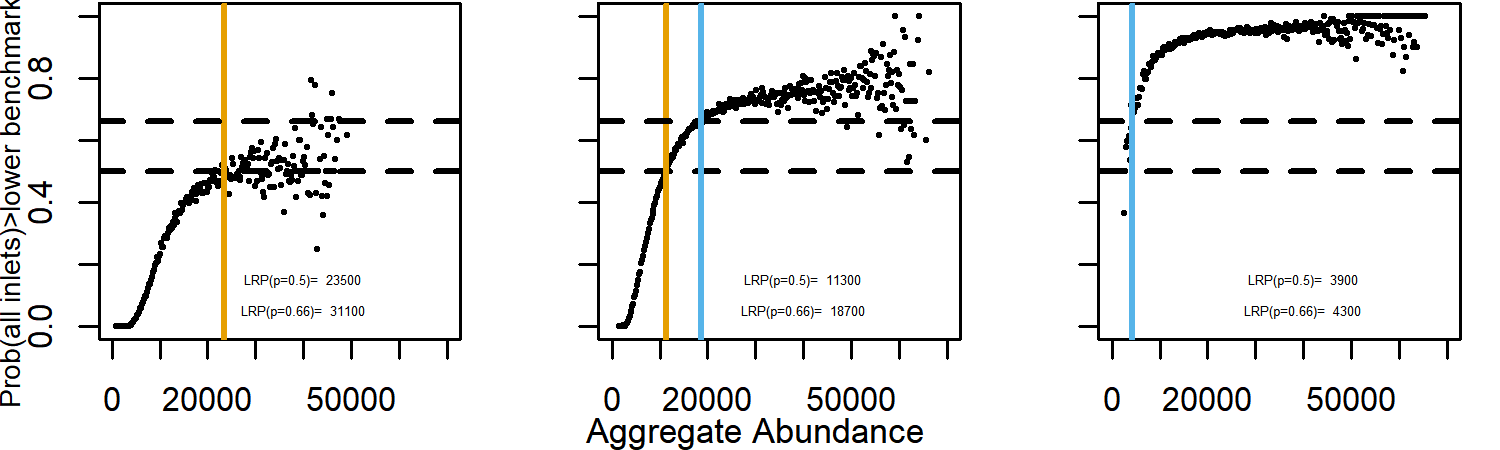 Prob(all inlets)>lower benchmark
0.0
0.4
0.8
LRP(p=0.5)= 23500
LRP(p=0.66)= 31100
0
20000
50000
LRP(p=0.5)= 11300
LRP(p=0.66)= 18700
0
20000
50000
LRP(p=0.5)= 3900
LRP(p=0.66)= 4300
0
20000
50000
Aggregate Abundance